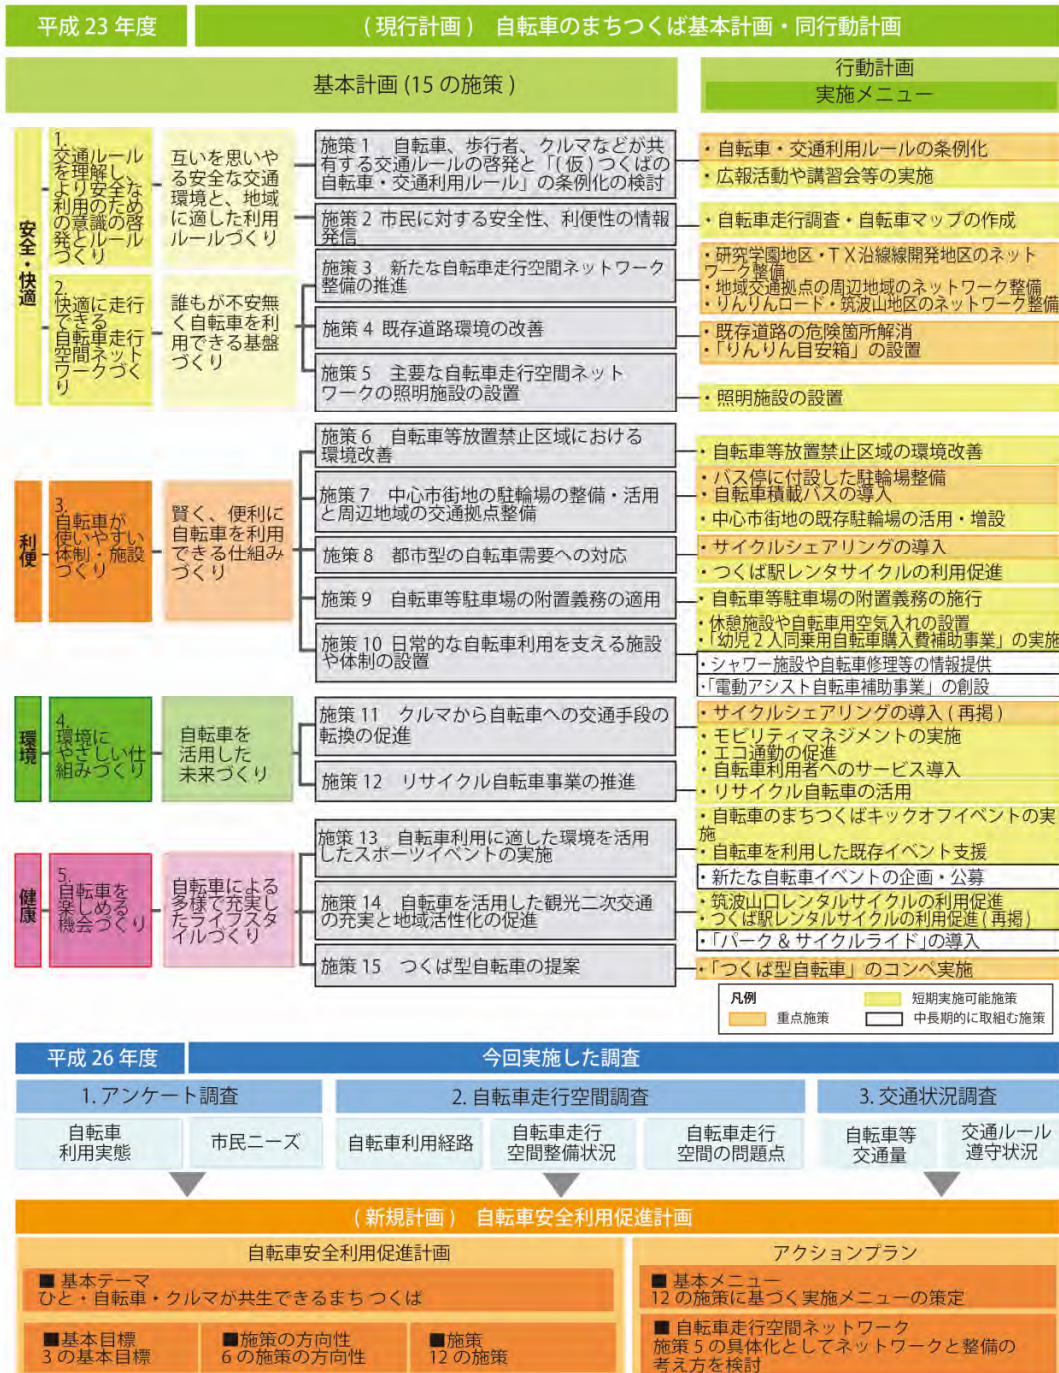 平成 23 年度
( 現行計画 )　自転車のまちつくば基本計画・同行動計画
基本計画 (15 の施策 )
行動計画
実施メニュー
安全・快適
1.
交通ルール
を理解し、
より安全な
利用のため
の意識の啓
発とルール
づくり
互いを思いや
る安全な交通
環境と、地域
に適した利用
ルールづくり
施策 1　自転車、歩行者、クルマなどが共
有する交通ルールの啓発と「( 仮 ) つくばの
自転車・交通利用ルール」の条例化の検討
・自転車・交通利用ルールの条例化
・広報活動や講習会等の実施
施策 2 市民に対する安全性、利便性の情報
発信
・自転車走行調査・自転車マップの作成
2.
快適に走行
できる
自転車走行
空間ネット
ワークづく
り
誰もが不安無
く自転車を利
用できる基盤
づくり
施策 3　新たな自転車走行空間ネットワーク
整備の推進
・研究学園地区・ＴＸ沿線線開発地区のネット
ワーク整備
・地域交通拠点の周辺地域のネットワーク整備
・りんりんロード・筑波山地区のネットワーク整備
施策 4 既存道路環境の改善
・既存道路の危険箇所解消
・「りんりん目安箱」の設置
施策 5　主要な自転車走行空間ネット
ワークの照明施設の設置
・照明施設の設置
利便
3.
自転車が
使いやすい
体制・施設
づくり
賢く、便利に
自転車を利用
できる仕組み
づくり
施策 6　自転車等放置禁止区域における
環境改善
・自転車等放置禁止区域の環境改善
施策 7　中心市街地の駐輪場の整備・活用
と周辺地域の交通拠点整備
・バス停に付設した駐輪場整備
・自転車積載バスの導入
・中心市街地の既存駐輪場の活用・増設
施策 8　都市型の自転車需要への対応
・サイクルシェアリングの導入
・つくば駅レンタサイクルの利用促進
施策 9　自転車等駐車場の附置義務の適用
・自転車等駐車場の附置義務の施行
施策 10 日常的な自転車利用を支える施設
や体制の設置
・休憩施設や自転車用空気入れの設置
・「幼児 2 人同乗用自転車購入費補助事業」の実施
・シャワー施設や自転車修理等の情報提供
・「電動アシスト自転車補助事業」の創設
環境
4.
環境に
やさしい仕
組みづくり
自転車を
活用した
未来づくり
施策 11　クルマから自転車への交通手段の
転換の促進
・サイクルシェアリングの導入 ( 再掲 )
・モビリティマネジメントの実施
・エコ通勤の促進
・自転車利用者へのサービス導入
施策 12　リサイクル自転車事業の推進
・リサイクル自転車の活用
健康
5.
自転車を
楽しめる
機会づくり
自転車による
多様で充実し
たライフスタ
イルづくり
施策 13　自転車利用に適した環境を活用
したスポーツイベントの実施
・自転車のまちつくばキックオフイベントの実
施
・自転車を利用した既存イベント支援
・新たな自転車イベントの企画・公募
施策 14　自転車を活用した観光二次交通
の充実と地域活性化の促進
・筑波山口レンタルサイクルの利用促進
・つくば駅レンタルサイクルの利用促進 ( 再掲 )
・「パーク & サイクルライド」の導入
施策 15　つくば型自転車の提案
・「つくば型自転車」のコンペ実施
凡例
短期実施可能施策
重点施策
中長期的に取組む施策
平成 26 年度
今回実施した調査
1. アンケート調査
2. 自転車走行空間調査
3. 交通状況調査
自転車
利用実態
市民ニーズ
自転車利用経路
自転車走行
空間整備状況
自転車走行
空間の問題点
自転車等
交通量
交通ルール
遵守状況
( 新規計画 )　自転車安全利用促進計画
自転車安全利用促進計画
■ 基本テーマ
ひと・自転車・クルマが共生できるまち つくば
■基本目標
3 の基本目標
■施策の方向性
6 の施策の方向性
■施策
12 の施策
アクションプラン
■ 基本メニュー
12 の施策に基づく実施メニューの策定
■ 自転車走行空間ネットワーク
施策 5 の具体化としてネットワークと整備の
考え方を検討